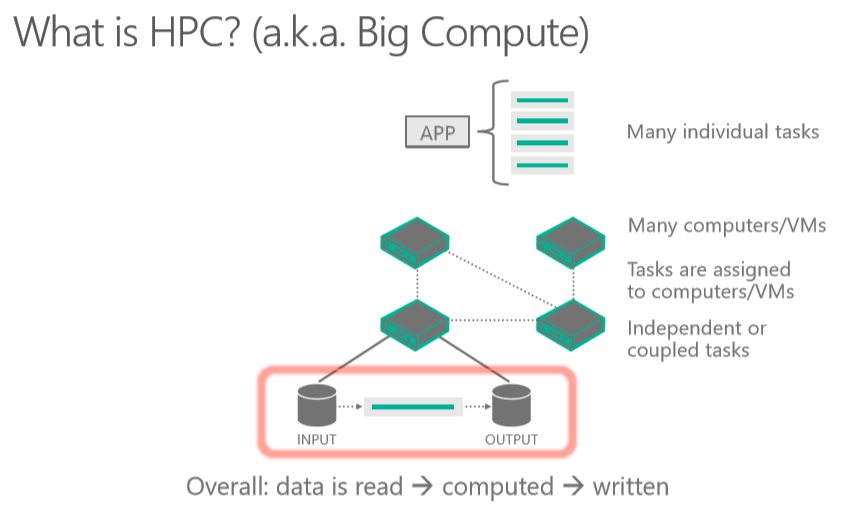 What is HPC? (a.k.a. Big Compute)
APP
Many individual tasks
Many computers/VMs
Tasks are assigned
to computers/VMs
Independent or
coupled tasks
INPUT
OUTPUT
Overall: data is read → computed → written